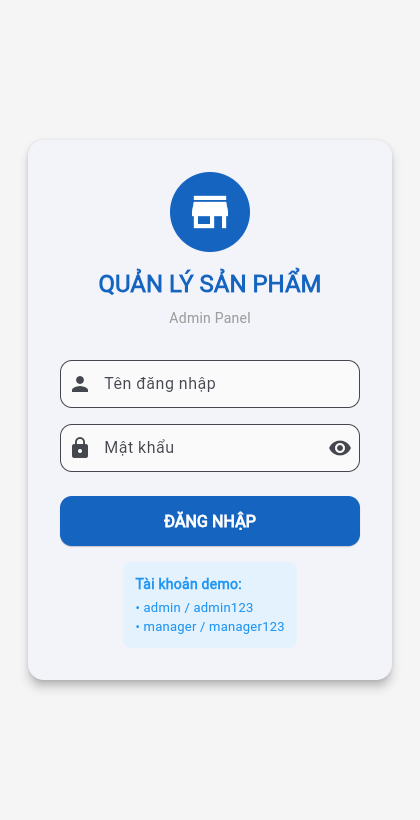 QUẢN LÝ SẢN PHẨM
Admin Panel
Tên đăng nhập
Mật khẩu
ĐĂNG NHẬP
Tài khoản demo:
• admin / admin123
• manager / manager123